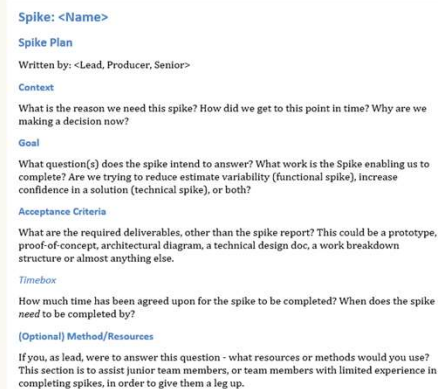 Spike: <Name>
Spike Plan
Written by: <Lead, Producer, Senior>
Context
What is the reason we need this spike? How did we get to this point in time? Why are we
making a decision now?
Goal
What question(s) does the spike intend to answer? What work is the Spike enabling us to
complete? Are we trying to reduce estimate variability (functional spike), increase
confidence in a solution (technical spike), or both?
Acceptance Criteria
What are the required deliverables, other than the spike report? This could be a prototype,
proof-of-concept, architectural diagram, a technical design doc, a work breakdown
structure or almost anything else.
Timebox
How much time has been agreed upon for the spike to be completed? When does the spike
need to be completed by?
(Optional) Method/Resources
If you, as lead, were to answer this question - what resources or methods would you use?
This section is to assist junior team members, or team members with limited experience in
completing spikes, in order to give them a leg up.